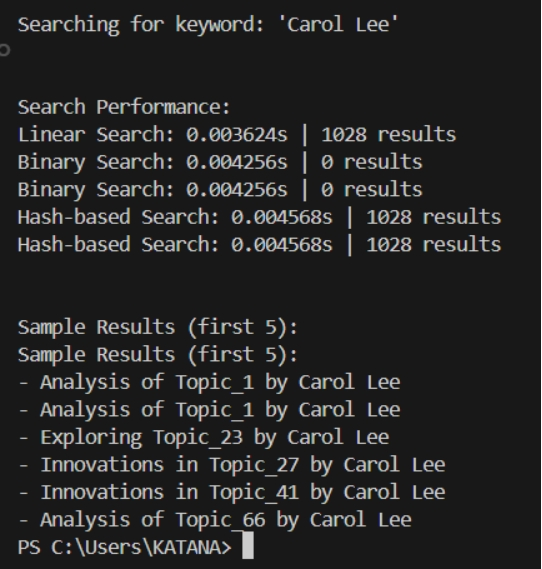 Searching for keyword: 'Carol Lee'
Search Performance:
Linear Search: 0.003624s | 1028 results
Binary Search: 0.004256s | 0 results
Binary Search: 0.004256s | 0 results
Hash-based Search: 0.004568s | 1028 results
Hash-based Search: 0.004568s | 1028 results
Sample Results (first 5):
Sample Results (first 5):
- Analysis of Topic_1 by Carol Lee
- Analysis of Topic_1 by Carol Lee
- Exploring Topic_23 by Carol Lee
- Innovations in Topic_27 by Carol Lee
- Innovations in Topic_41 by Carol Lee
- Analysis of Topic_66 by Carol Lee
PS C:\Users\KATANA>